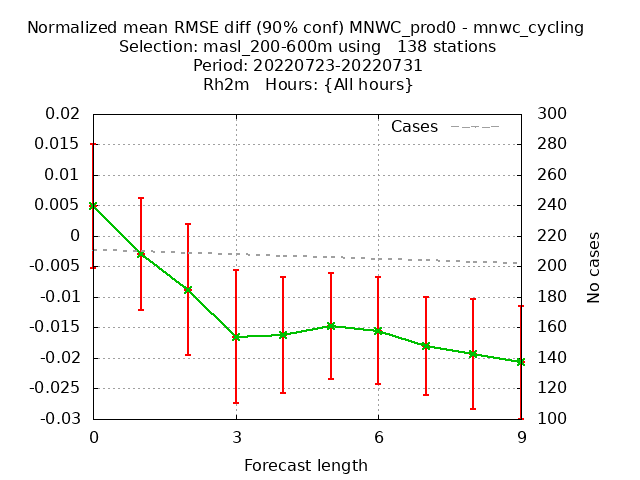 Normalized mean RMSE diff (90% conf) MNWC_prod0 - mnwc_cycling
Selection: masl_200-600m using   138 stations
Period: 20220723-20220731
Rh2m   Hours: {All hours}
Cases
0.02
0.015
0.01
0.005
0
-0.005
-0.01
-0.015
-0.02
-0.025
-0.03
300
280
260
240
220
200
180
160
140
120
100
No cases
0 3 6 9
Forecast length